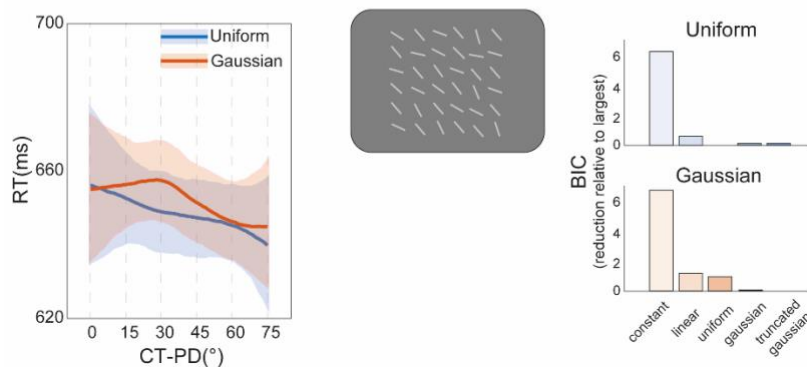 700
Uniform
Gaussian
660
620
RT(ms)
0 15 30 45 60 75
CT-PD(°)
Uniform
6
4
2
0
Gaussian
6
4
2
0
BIC
(reduction relative to largest)
constant
linear
uniform
gaussian
truncated
gaussian